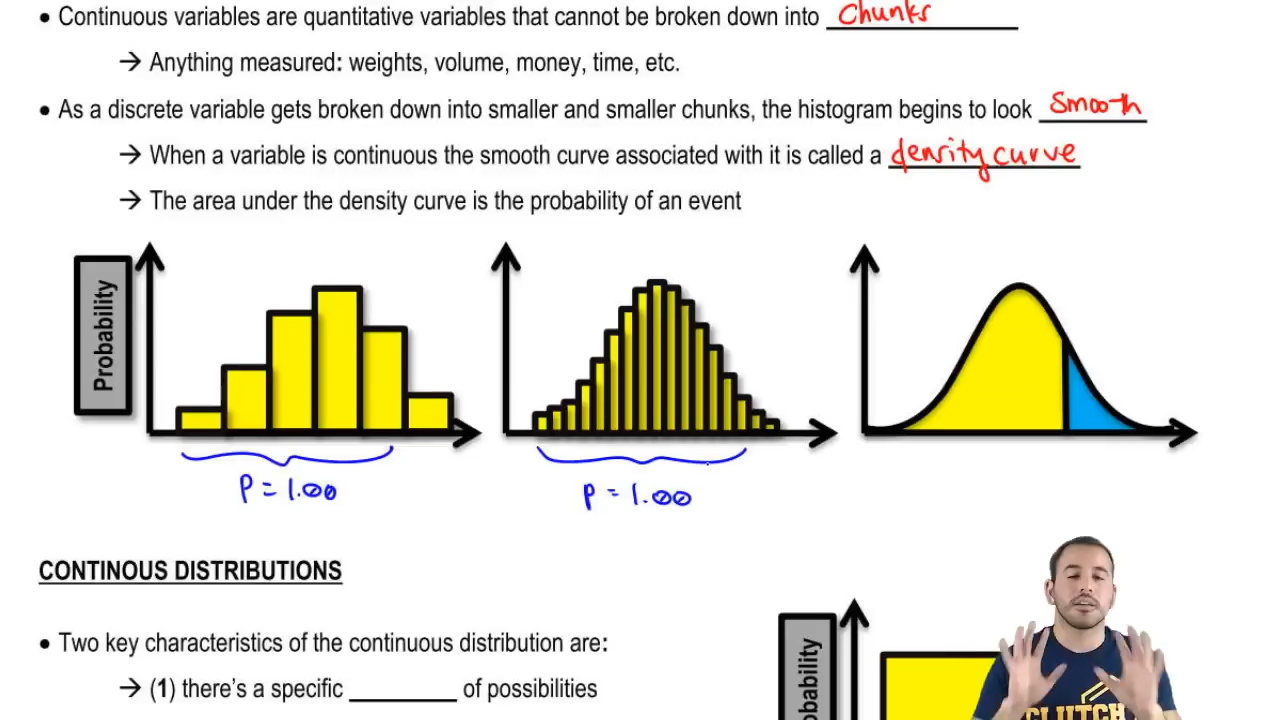 • Continuous variables are quantitative variables that cannot be broken down into Chunks
→ Anything measured: weights, volume, money, time, etc.
• As a discrete variable gets broken down into smaller and smaller chunks, the histogram begins to look Smooth
→ When a variable is continuous the smooth curve associated with it is called a density curve
→ The area under the density curve is the probability of an event
Probability
P = 1.00
P = 1.00
CONTINOUS DISTRIBUTIONS
• Two key characteristics of the continuous distribution are:
→ (1) there's a specific ________ of possibilities
obability
CLUTCH